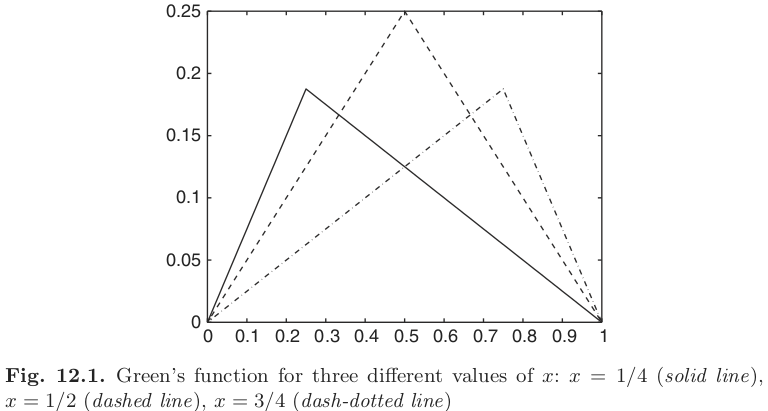 0.25
0.2
0.15
0.1
0.05
0
0 0.1 0.2 0.3 0.4 0.5 0.6 0.7 0.8 0.9 1
Fig. 12.1. Green's function for three different values of x: x = 1/4 (solid line),
x = 1/2 (dashed line), x = 3/4 (dash-dotted line)